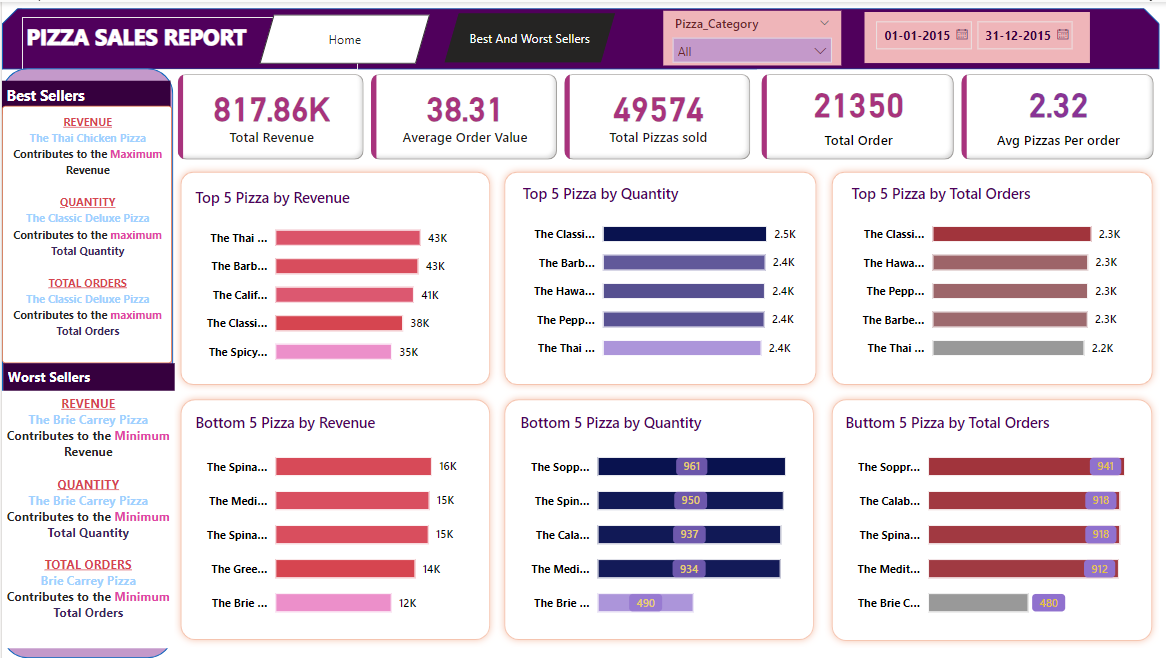 PIZZA SALES REPORT
Home
Best And Worst Sellers
Pizza_Category
All
01-01-2015
31-12-2015
Best Sellers
REVENUE
The Thai Chicken Pizza
Contributes to the Maximum
Revenue
QUANTITY
The Classic Deluxe Pizza
Contributes to the maximum
Total Quantity
TOTAL ORDERS
The Classic Deluxe Pizza
Contributes to the maximum
Total Orders
Worst Sellers
REVENUE
The Brie Carrey Pizza
Contributes to the Minimum
Revenue
QUANTITY
The Brie Carrey Pizza
Contributes to the Minimum
Total Quantity
TOTAL ORDERS
Brie Carrey Pizza
Contributes to the Minimum
Total Orders
817.86K
Total Revenue
38.31
Average Order Value
49574
Total Pizzas sold
21350
Total Order
2.32
Avg Pizzas Per order
Top 5 Pizza by Revenue
The Thai ... 43K
The Barb... 43K
The Calif... 41K
The Classi... 38K
The Spicy... 35K
Top 5 Pizza by Quantity
The Classi... 2.5K
The Barb... 2.4K
The Hawa... 2.4K
The Pepp... 2.4K
The Thai ... 2.4K
Top 5 Pizza by Total Orders
The Classi... 2.3K
The Hawa... 2.3K
The Pepp... 2.3K
The Barbe... 2.3K
The Thai ... 2.2K
Bottom 5 Pizza by Revenue
The Spina... 16K
The Medi... 15K
The Spina... 15K
The Gree... 14K
The Brie ... 12K
Bottom 5 Pizza by Quantity
The Sopp... 961
The Spin... 950
The Cala... 937
The Medi... 934
The Brie ... 490
Buttom 5 Pizza by Total Orders
The Soppr... 941
The Calab... 918
The Spina... 918
The Medit... 912
The Brie C... 480